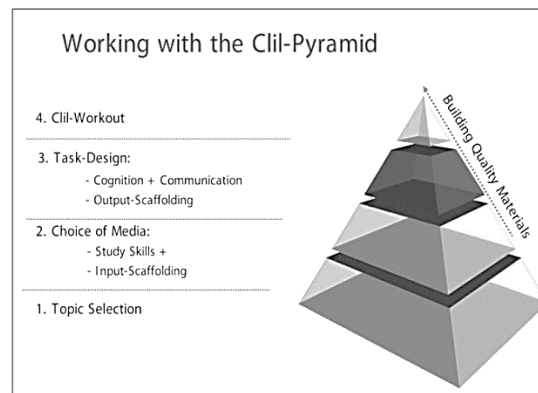 Working with the Clil-Pyramid
4. Clil-Workout
3. Task-Design:
- Cognition + Communication
- Output-Scaffolding
2. Choice of Media:
- Study Skills +
- Input-Scaffolding
1. Topic Selection
Building Quality Materials